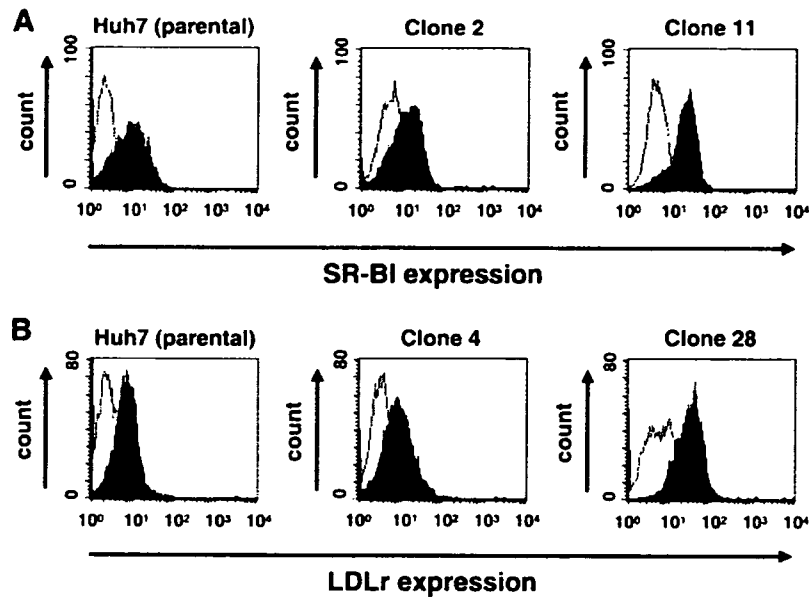 A
Huh7 (parental) Clone 2 Clone 11
100 100 100
count count count
0 0 0
10⁰ 10¹ 10² 10³ 10⁴ 10⁰ 10¹ 10² 10³ 10⁴ 10⁰ 10¹ 10² 10³ 10⁴
SR-BI expression
B
Huh7 (parental) Clone 4 Clone 28
80 80 80
count count count
0 0 0
10⁰ 10¹ 10² 10³ 10⁴ 10⁰ 10¹ 10² 10³ 10⁴ 10⁰ 10¹ 10² 10³ 10⁴
LDLr expression